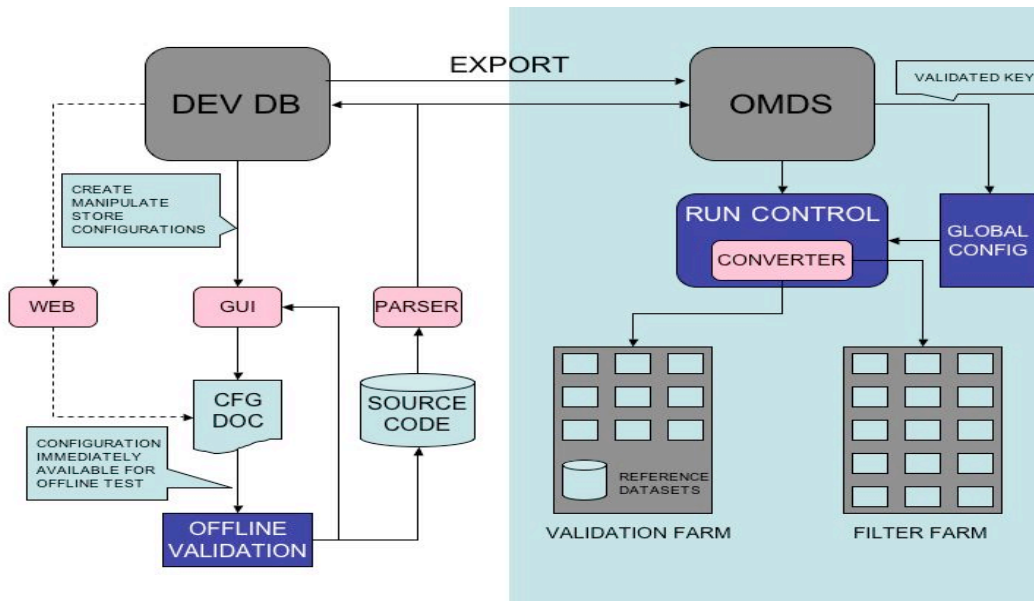 EXPORT
DEV DB
OMDS
VALIDATED KEY
CREATE
MANIPULATE
STORE
CONFIGURATIONS
RUN CONTROL
CONVERTER
GLOBAL
CONFIG
WEB
GUI
PARSER
CFG
DOC
SOURCE
CODE
CONFIGURATION
IMMEDIATELY
AVAILABLE FOR
OFFLINE TEST
REFERENCE
DATASETS
OFFLINE
VALIDATION
VALIDATION FARM
FILTER FARM